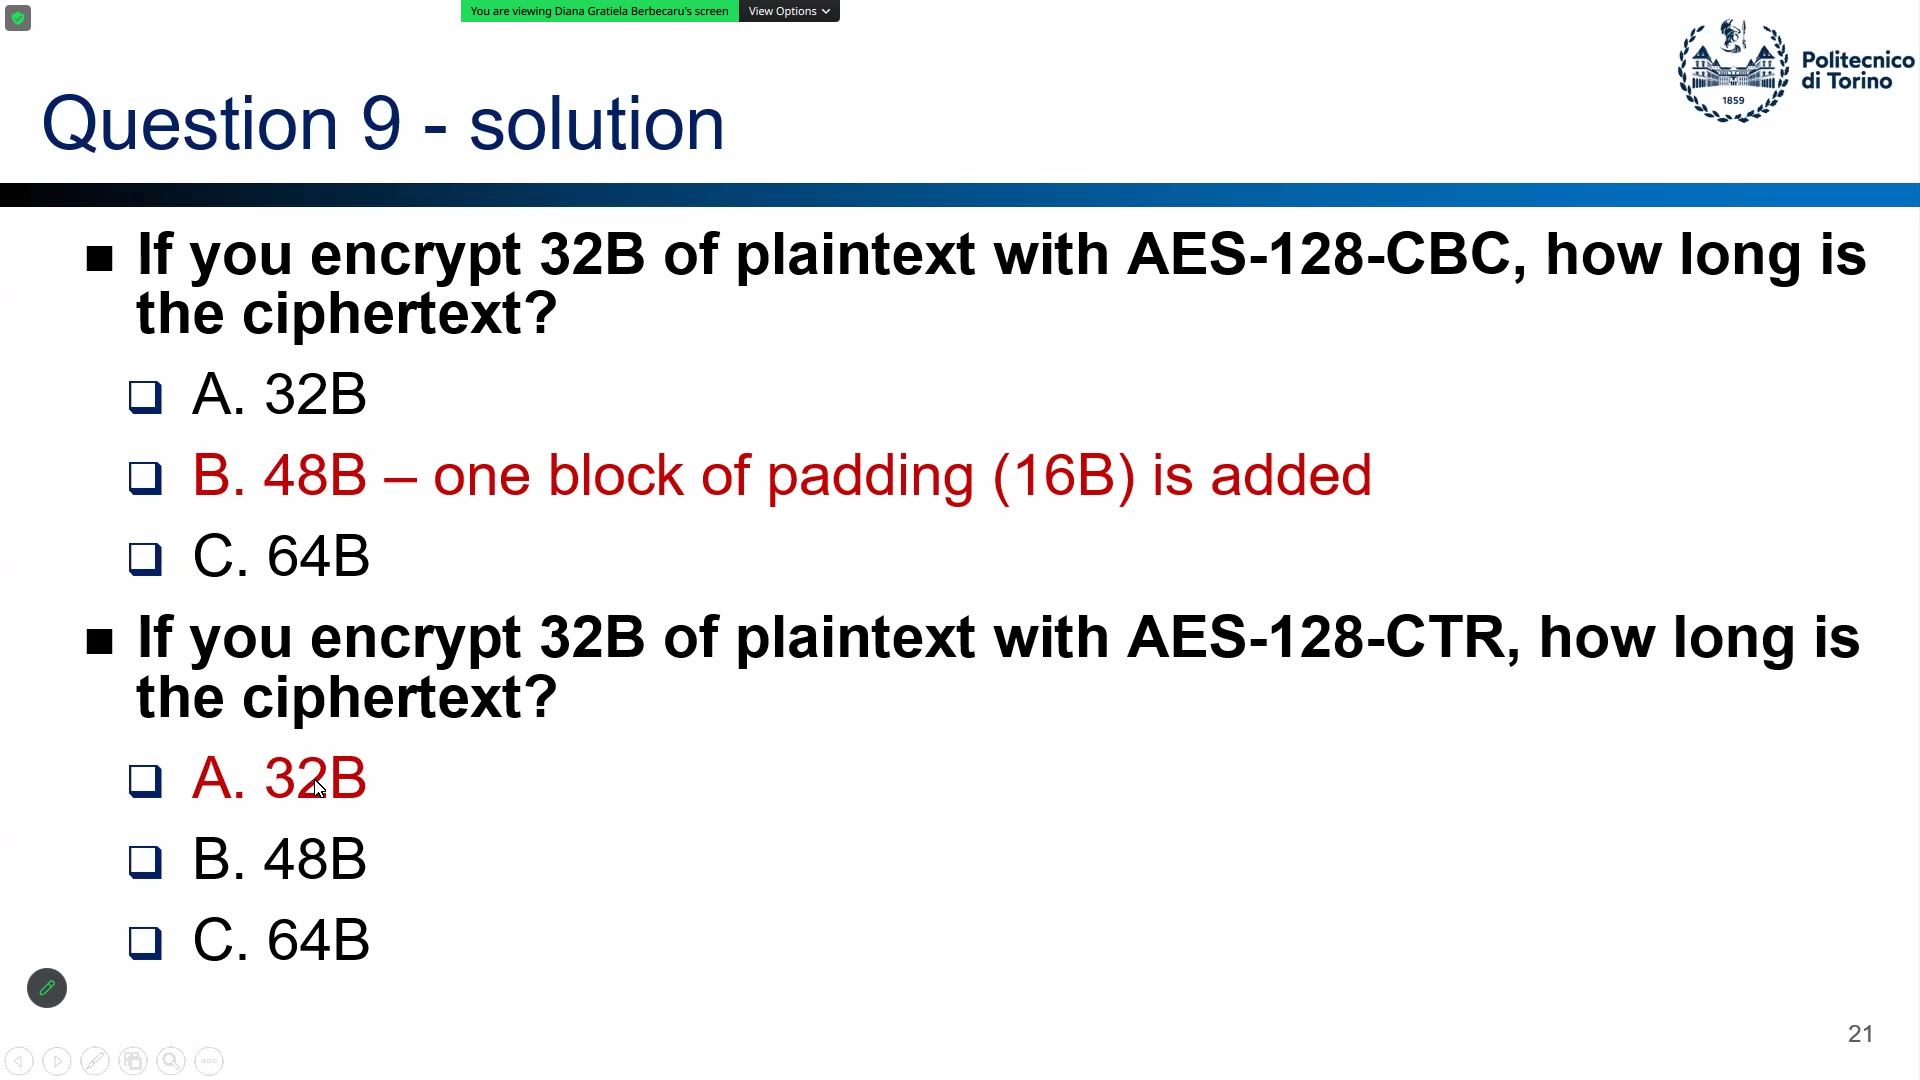 You are viewing Diana Gratiela Berbecaru's screen
View Options
Politecnico
di Torino
1859
Question 9 - solution
If you encrypt 32B of plaintext with AES-128-CBC, how long is
the ciphertext?
A. 32B
B. 48B – one block of padding (16B) is added
C. 64B
If you encrypt 32B of plaintext with AES-128-CTR, how long is
the ciphertext?
A. 32B
B. 48B
C. 64B
21